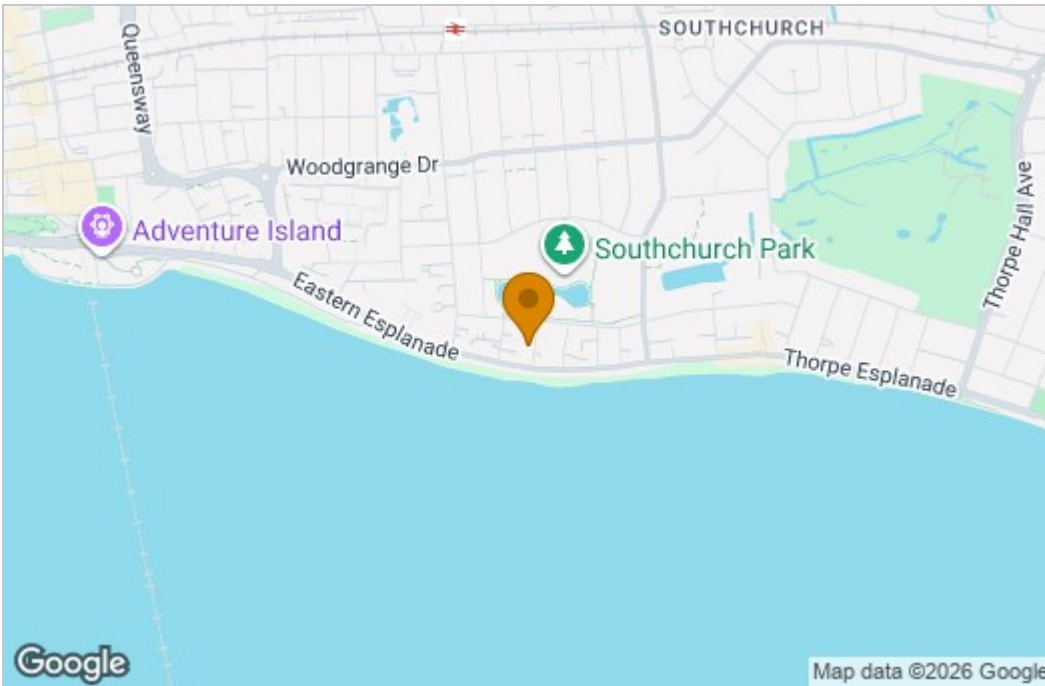 SOUTHCHURCH
Queensway
Woodgrange Dr
Thorpe Hall Ave
Adventure Island
Southchurch Park
Eastern Esplanade
Thorpe Esplanade
Google
Map data ©2026 Google